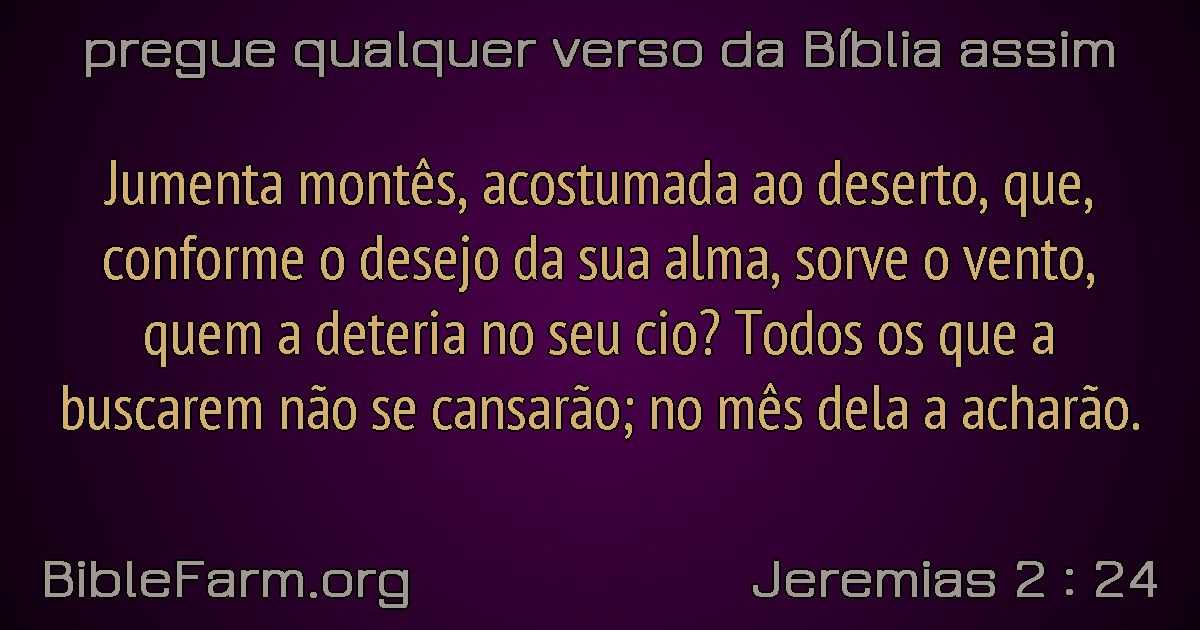 pregue qualquer verso da Bíblia assim
Jumenta montês, acostumada ao deserto, que,
conforme o desejo da sua alma, sorve o vento,
quem a deteria no seu cio? Todos os que a
buscarem não se cansarão; no mês dela a acharão.
BibleFarm.org
Jeremias 2 : 24